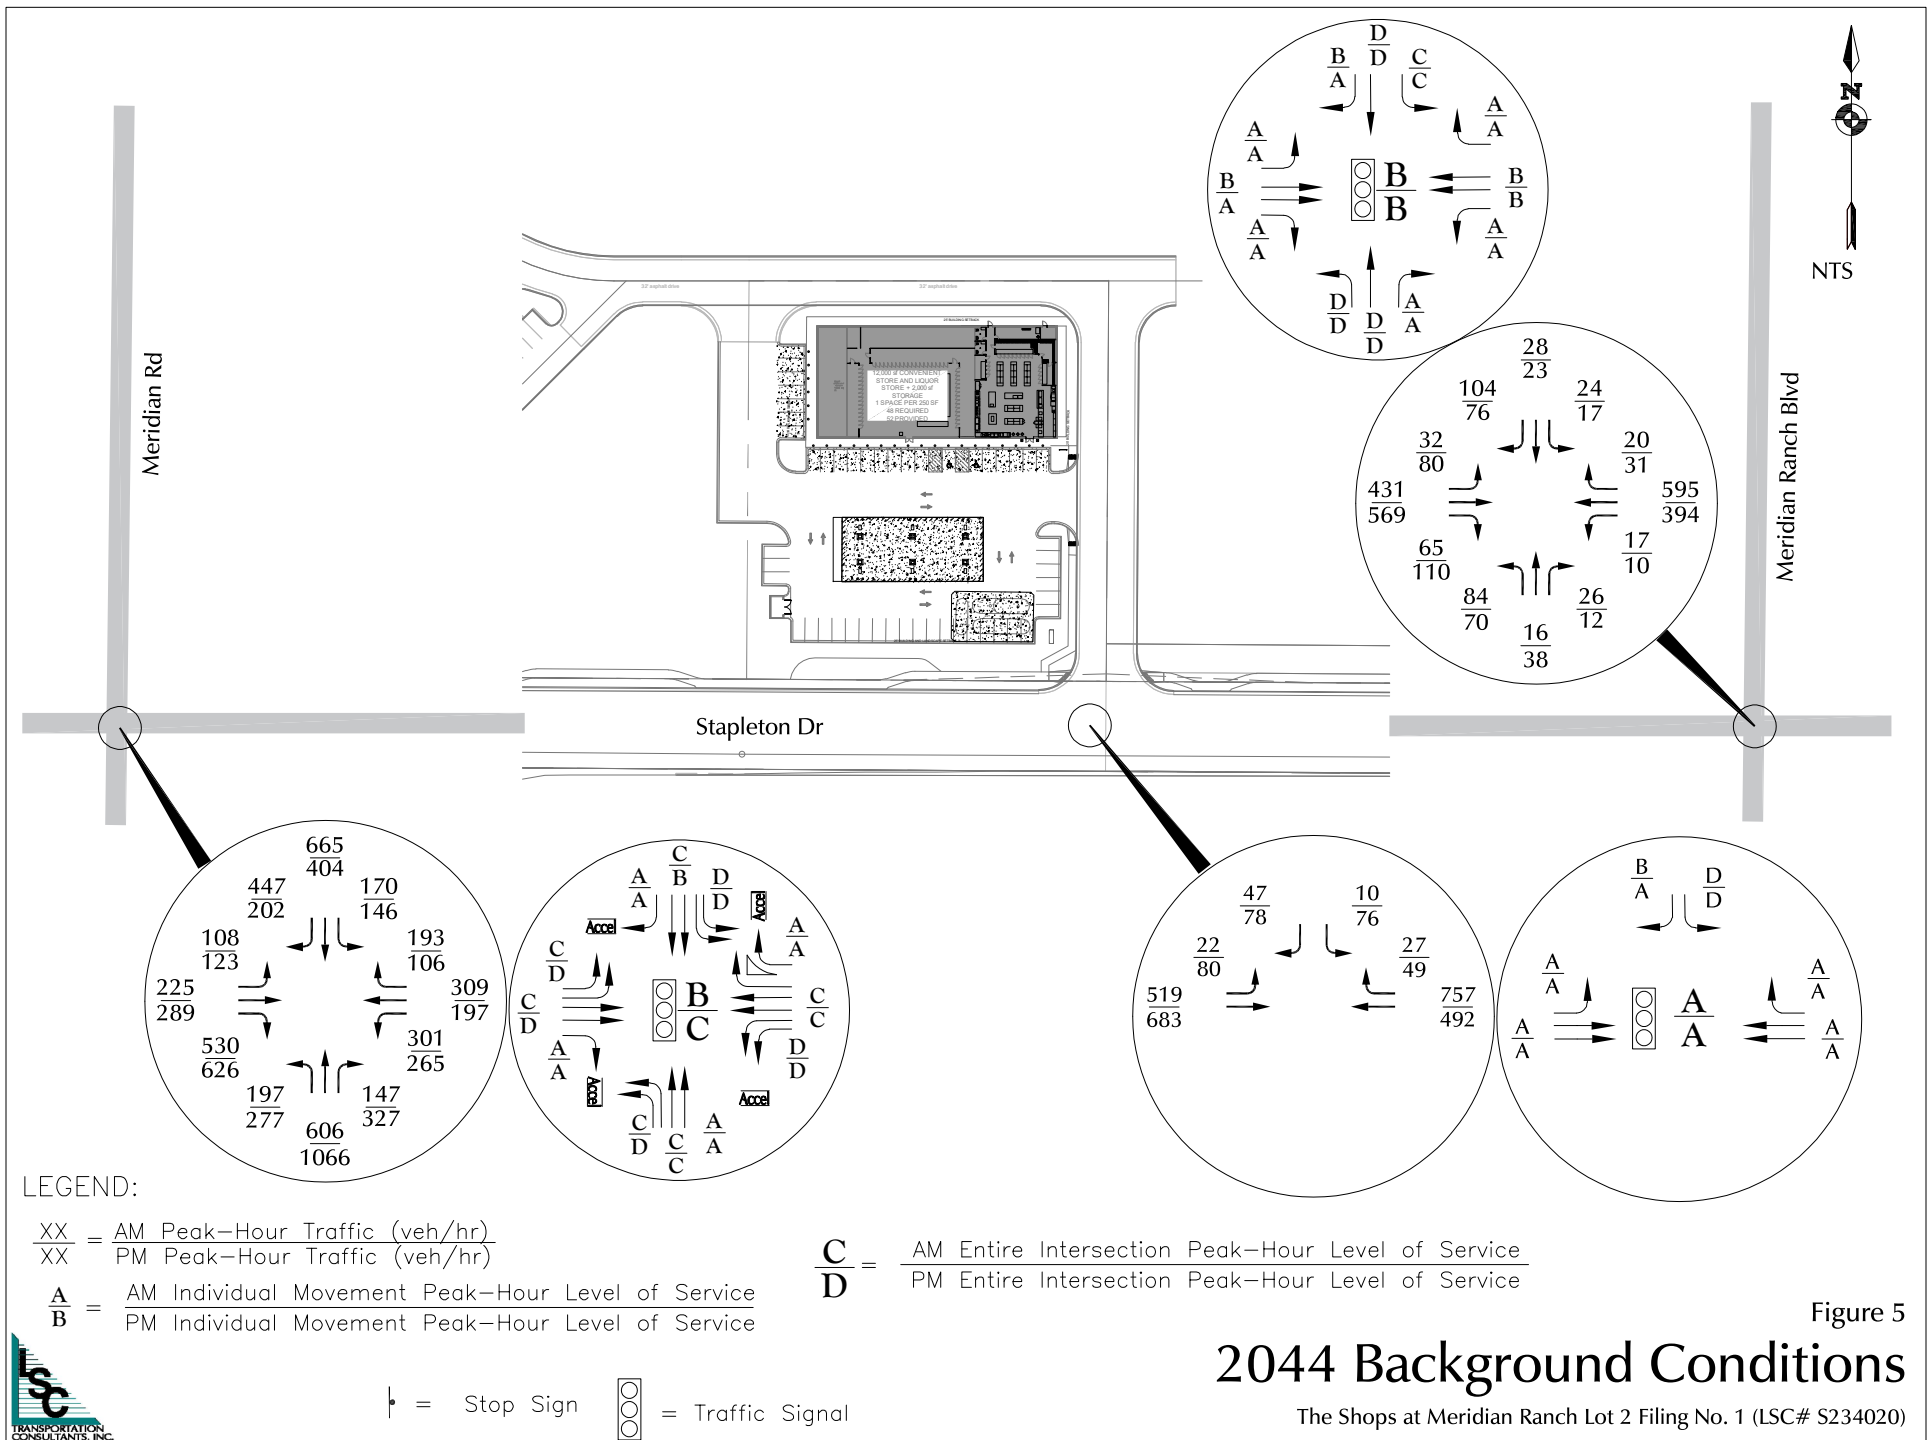 D
D
B
A
C
C
A
A
A
A
B
A
B
B
B
B
A
A
A
A
D
D
D
D
A
A
N
NTS
32' asphalt drive
32' asphalt drive
12,000 sf CONVENIENT
STORE AND LIQUOR
STORE + 2,000 sf
STORAGE
1 SPACE PER 250 SF
48 REQUIRED
52 PROVIDED
Meridian Rd
Meridian Ranch Blvd
28
23
104
76
24
17
32
80
20
31
431
569
595
394
65
110
17
10
84
70
26
12
16
38
Stapleton Dr
665
404
447
202
170
146
108
123
193
106
225
289
309
197
530
626
301
265
197
277
147
327
606
1066
C
B
A
A
D
D
Accel
Accel
A
A
C
D
C
D
B
C
C
C
A
A
D
D
Accel
Accel
C
D
C
C
A
A
47
78
10
76
22
80
27
49
519
683
757
492
B
A
D
D
A
A
A
A
A
A
A
A
A
A
LEGEND:
XX = AM Peak-Hour Traffic (veh/hr)
XX PM Peak-Hour Traffic (veh/hr)
A = AM Individual Movement Peak-Hour Level of Service
B PM Individual Movement Peak-Hour Level of Service
C = AM Entire Intersection Peak-Hour Level of Service
D PM Entire Intersection Peak-Hour Level of Service
= Stop Sign
= Traffic Signal
LSC
TRANSPORTATION
CONSULTANTS, INC.
Figure 5
2044 Background Conditions
The Shops at Meridian Ranch Lot 2 Filing No. 1 (LSC# S234020)